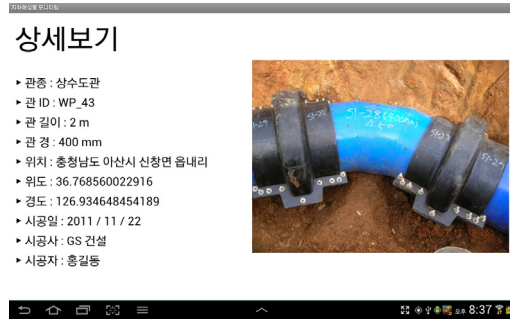 지하매설물 모니터링
상세보기
▸ 관종 : 상수도관
▸ 관 ID : WP_43
▸ 관 길이 : 2 m
▸ 관 경 : 400 mm
▸ 위치 : 충청남도 아산시 신창면 읍내리
▸ 위도 : 36.768560022916
▸ 경도 : 126.934648454189
▸ 시공일 : 2011 / 11 / 22
▸ 시공사 : GS 건설
▸ 시공자 : 홍길동
오후 8:37